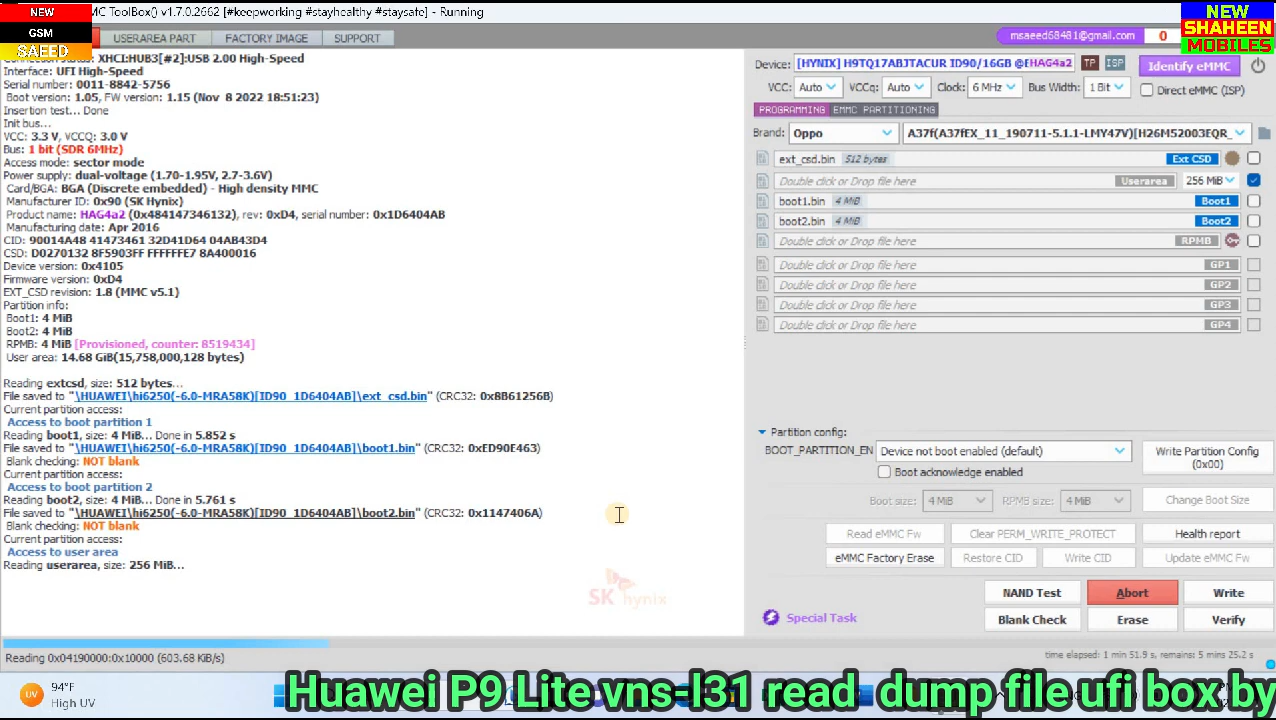 NEW
GSM
SAEED
MC ToolBox() v1.7.0.2662 [#keepworking #stayhealthy #staysafe] - Running
NEW
SHAHEEN
MOBILES
USERAREA PART
FACTORY IMAGE
SUPPORT
msaeed68481@gmail.com
0
Connection status: XHCI:HUB3[#2]:USB 2.00 High-Speed
Interface: UFI High-Speed
Serial number: 0011-8842-5756
Boot version: 1.05, FW version: 1.15 (Nov 8 2022 18:51:23)
Insertion test... Done
Init bus...
VCC: 3.3 V, VCCQ: 3.0 V
Bus: 1 bit (SDR 6MHz)
Access mode: sector mode
Power supply: dual-voltage (1.70-1.95V, 2.7-3.6V)
Card/BGA: BGA (Discrete embedded) - High density MMC
Manufacturer ID: 0x90 (SK Hynix)
Product name: HAG4a2 (0x484147346132), rev: 0xD4, serial number: 0x1D6404AB
Manufacturing date: Apr 2016
CID: 90014A48 41473461 32D41D64 04AB43D4
CSD: D0270132 8F5903FF FFFFFFE7 8A400016
Device version: 0x4105
Firmware version: 0xD4
EXT_CSD revision: 1.8 (MMC v5.1)
Partition info:
Boot1: 4 MiB
Boot2: 4 MiB
RPMB: 4 MiB [Provisioned, counter: 8519434]
User area: 14.68 GiB(15,758,000,128 bytes)
Reading extcsd, size: 512 bytes...
File saved to "\HUAWEI\hi6250(-6.0-MRA58K)[ID90_1D6404AB]\ext_csd.bin" (CRC32: 0x8B61256B)
Current partition access:
Access to boot partition 1
Reading boot1, size: 4 MiB... Done in 5.852 s
File saved to "\HUAWEI\hi6250(-6.0-MRA58K)[ID90_1D6404AB]\boot1.bin" (CRC32: 0xED90E463)
Blank checking: NOT blank
Current partition access:
Access to boot partition 2
Reading boot2, size: 4 MiB... Done in 5.761 s
File saved to "\HUAWEI\hi6250(-6.0-MRA58K)[ID90_1D6404AB]\boot2.bin" (CRC32: 0x1147406A)
Blank checking: NOT blank
Current partition access:
Access to user area
Reading userarea, size: 256 MiB...
SK hynix
Reading 0x04190000:0x10000 (603.68 KiB/s)
Device: [HYNIX] H9TQ17ABJTACUR ID90/16GB @EHAG4a2 TP ISP Identify eMMC
VCC: Auto VCCq: Auto Clock: 6 MHz Bus Width: 1 Bit Direct eMMC (ISP)
PROGRAMMING EMMC PARTITIONING
Brand: Oppo A37f(A37fEX_11_190711-5.1.1-LMY47V)[H26M52003EQR_
ext_csd.bin 512 bytes Ext CSD
Double click or Drop file here Userarea 256 MiB
boot1.bin 4 MiB Boot1
boot2.bin 4 MiB Boot2
Double click or Drop file here RPMB
Double click or Drop file here GP1
Double click or Drop file here GP2
Double click or Drop file here GP3
Double click or Drop file here GP4
Partition config:
BOOT_PARTITION_EN Device not boot enabled (default)
Write Partition Config
(0x00)
Boot acknowledge enabled
Boot size: 4 MiB RPMB size: 4 MiB Change Boot Size
Read eMMC Fw Clear PERM_WRITE_PROTECT Health report
eMMC Factory Erase Restore CID Write CID Update eMMC Fw
NAND Test Abort Write
Special Task Blank Check Erase Verify
time elapsed: 1 min 51.9 s, remains: 5 min 25.2 s
UV
94°F
High UV
Huawei P9 Lite vns-l31 read dump file ufi box by